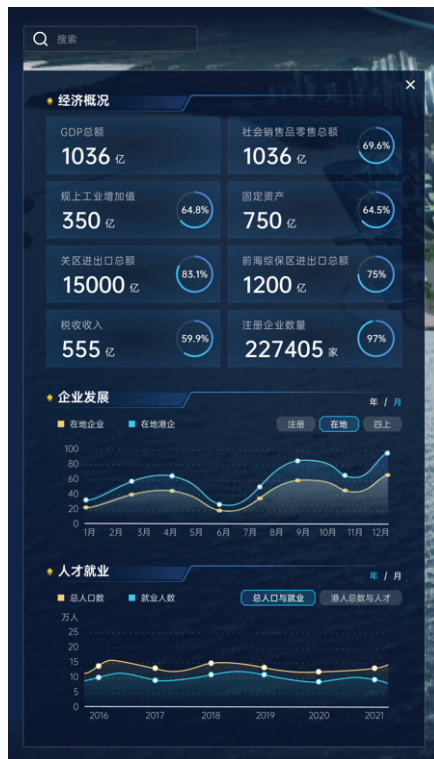 搜索
经济概况
GDP总额
1036 亿
社会销售品零售总额
1036 亿
69.6%
规上工业增加值
350 亿
64.8%
固定资产
750 亿
64.5%
关区进出口总额
15000 亿
83.1%
前海综保区进出口总额
1200 亿
75%
税收收入
555 亿
59.9%
注册企业数量
227405 家
97%
企业发展
年 / 月
在地企业 在地港企
注册 在地 四上
100
80
60
40
20
0
1月 2月 3月 4月 5月 6月 7月 8月 9月 10月 11月 12月
人才就业
年 / 月
总人口数 就业人数
总人口与就业 港人总数与人才
万人
25
20
15
10
5
0
2016 2017 2018 2019 2020 2021